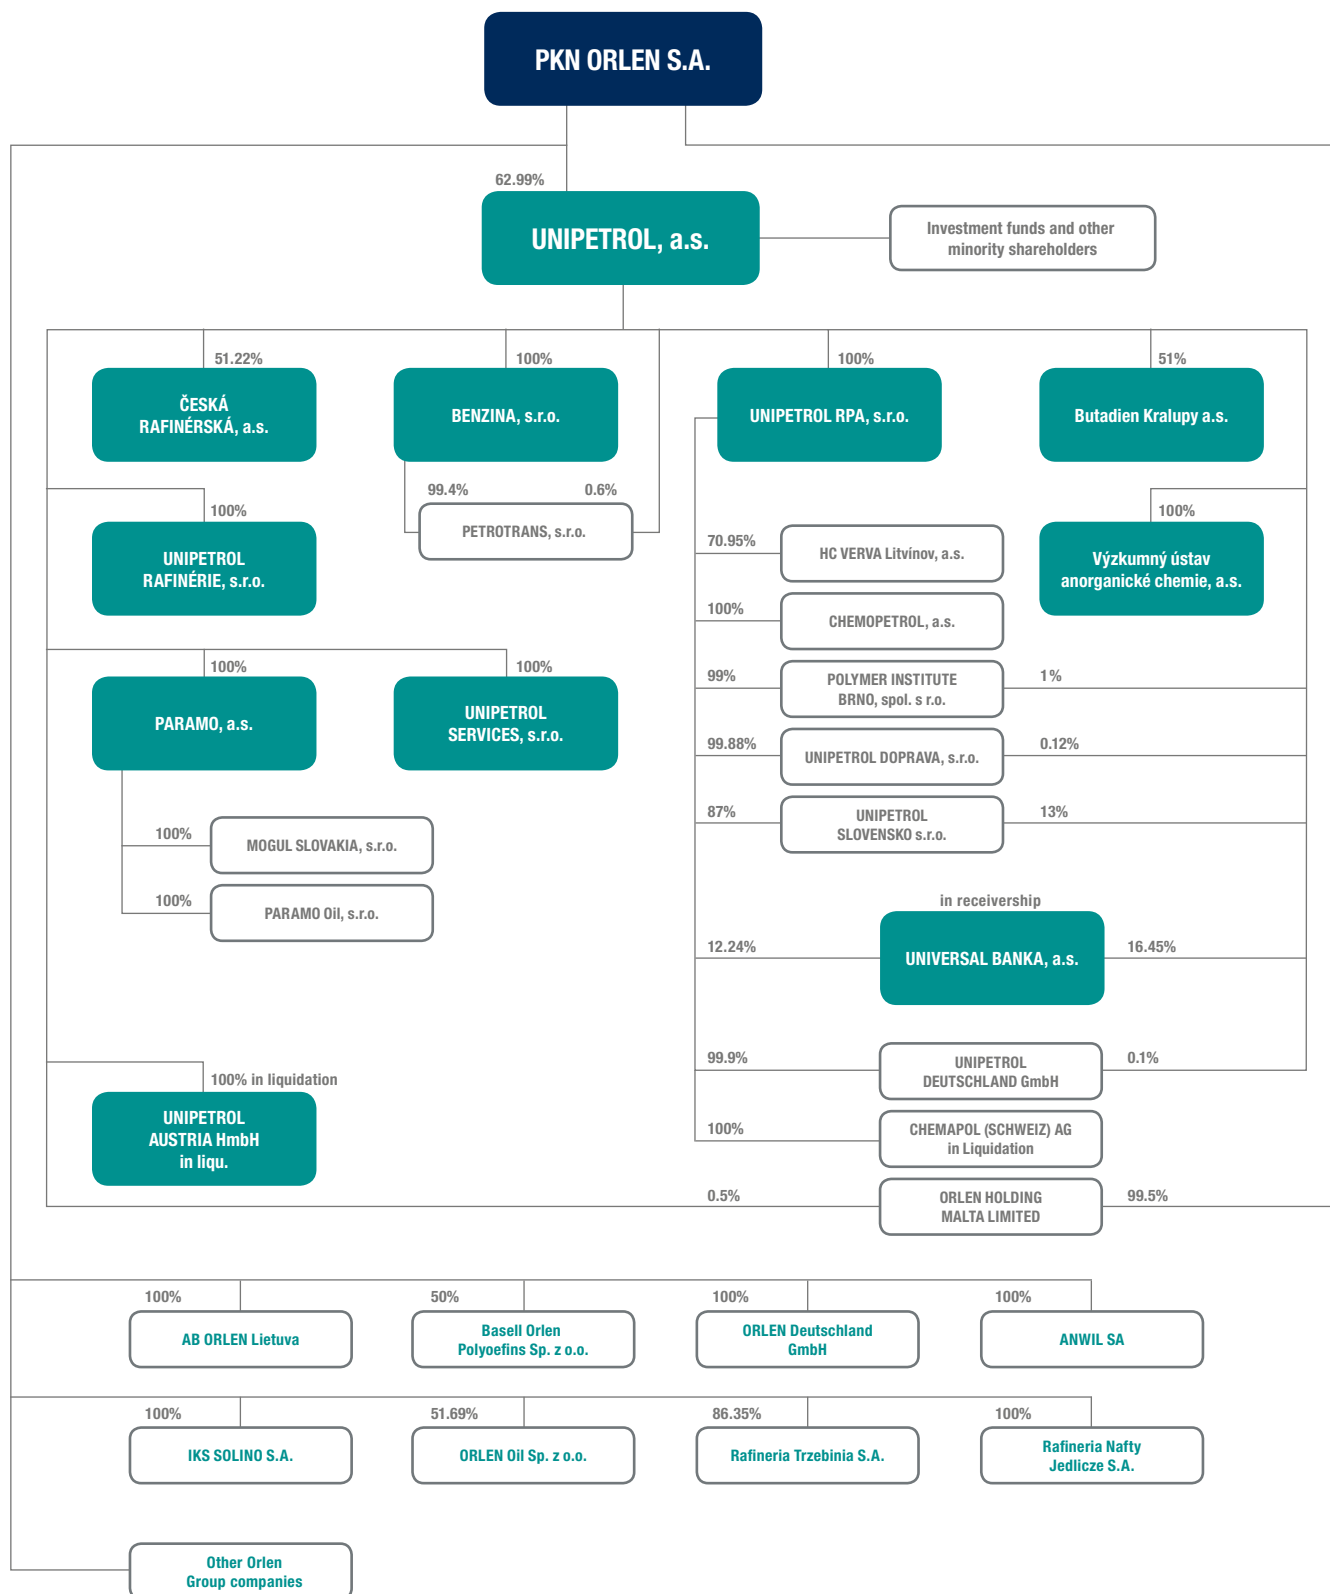 PKN ORLEN S.A.
62.99%
UNIPETROL, a.s.
Investment funds and other
minority shareholders
51.22%
100%
100%
51%
ČESKÁ
RAFINÉRSKÁ, a.s.
BENZINA, s.r.o.
UNIPETROL RPA, s.r.o.
Butadien Kralupy a.s.
99.4%
0.6%
PETROTRANS, s.r.o.
100%
UNIPETROL
RAFINÉRIE, s.r.o.
100%
Výzkumný ústav
anorganické chemie, a.s.
70.95%
HC VERVA Litvínov, a.s.
100%
CHEMOPETROL, a.s.
100%
PARAMO, a.s.
100%
UNIPETROL
SERVICES, s.r.o.
99%
POLYMER INSTITUTE
BRNO, spol. s r.o.
1%
99.88%
UNIPETROL DOPRAVA, s.r.o.
0.12%
87%
UNIPETROL
SLOVENSKO s.r.o.
13%
100%
MOGUL SLOVAKIA, s.r.o.
100%
PARAMO Oil, s.r.o.
in receivership
12.24%
UNIVERSAL BANKA, a.s.
16.45%
99.9%
UNIPETROL
DEUTSCHLAND GmbH
0.1%
100% in liquidation
UNIPETROL
AUSTRIA HmbH
in liqu.
100%
CHEMAPOL (SCHWEIZ) AG
in Liquidation
0.5%
ORLEN HOLDING
MALTA LIMITED
99.5%
100%
50%
100%
100%
AB ORLEN Lietuva
Basell Orlen
Polyoefins Sp. z o.o.
ORLEN Deutschland
GmbH
ANWIL SA
100%
51.69%
86.35%
100%
IKS SOLINO S.A.
ORLEN Oil Sp. z o.o.
Rafineria Trzebinia S.A.
Rafineria Nafty
Jedlicze S.A.
Other Orlen
Group companies